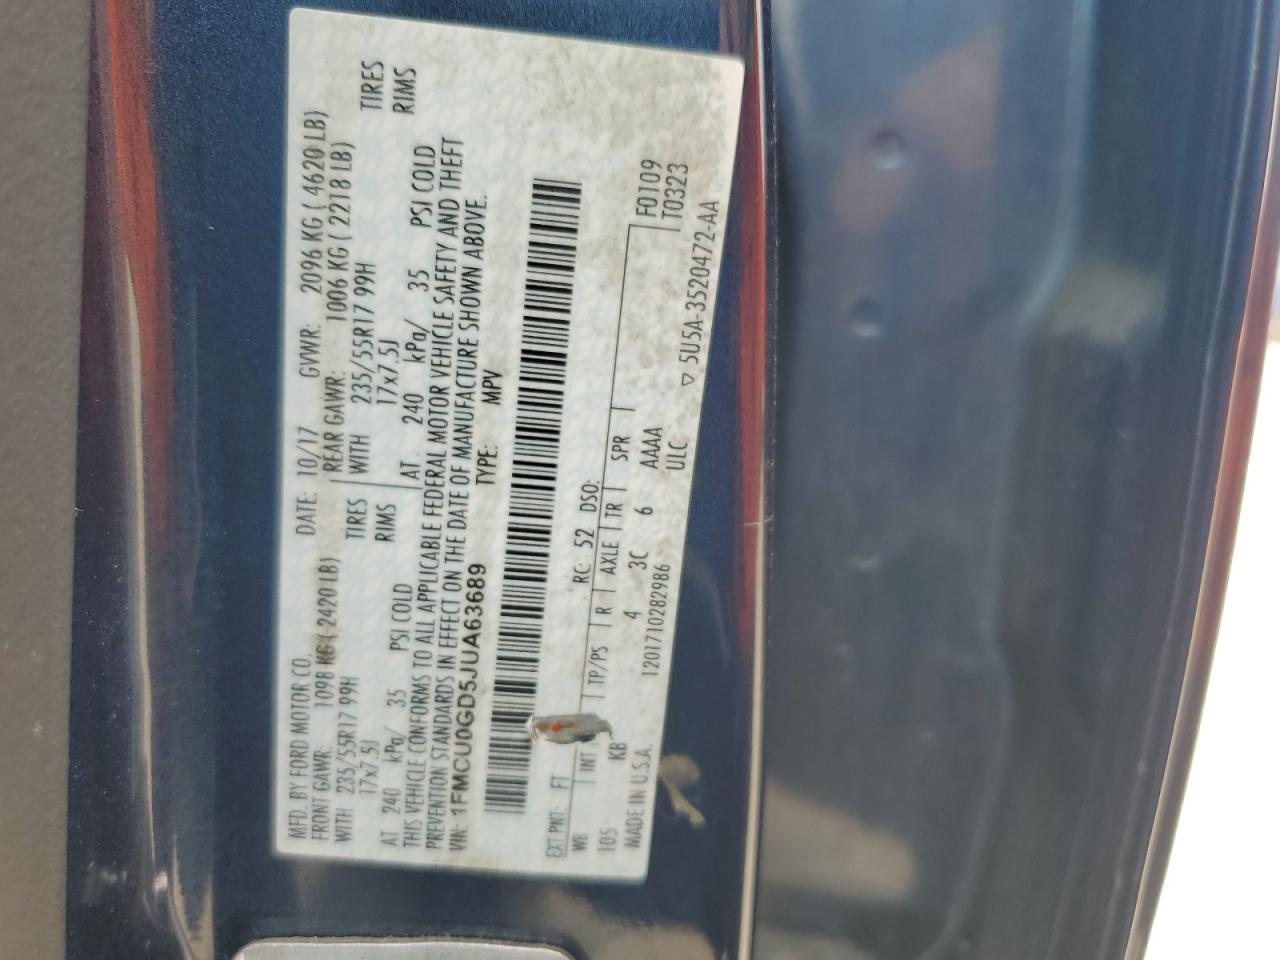 MFD. BY FORD MOTOR CO. DATE: 10/17 GVWR: 2096 KG ( 4620 LB)
FRONT GAWR: 1098 KG ( 2420 LB) REAR GAWR: 1006 KG ( 2218 LB)
WITH 235/55R17 99H TIRES WITH 235/55R17 99H TIRES
17x7.5J RIMS 17x7.5J RIMS
AT 240 kPa/ 35 PSI COLD AT 240 kPa/ 35 PSI COLD
THIS VEHICLE CONFORMS TO ALL APPLICABLE FEDERAL MOTOR VEHICLE SAFETY AND THEFT
PREVENTION STANDARDS IN EFFECT ON THE DATE OF MANUFACTURE SHOWN ABOVE.
VIN: 1FMCU0GD5JUA63689 TYPE: MPV
EXT PNT: FT RC: 52 DSO:
WB INT TP/PS R AXLE TR SPR F0109
105 KB 4 3C 6 AAAA T0323
MADE IN U.S.A. 1201710282986 ULC ▽ 5U5A-3520472-AA